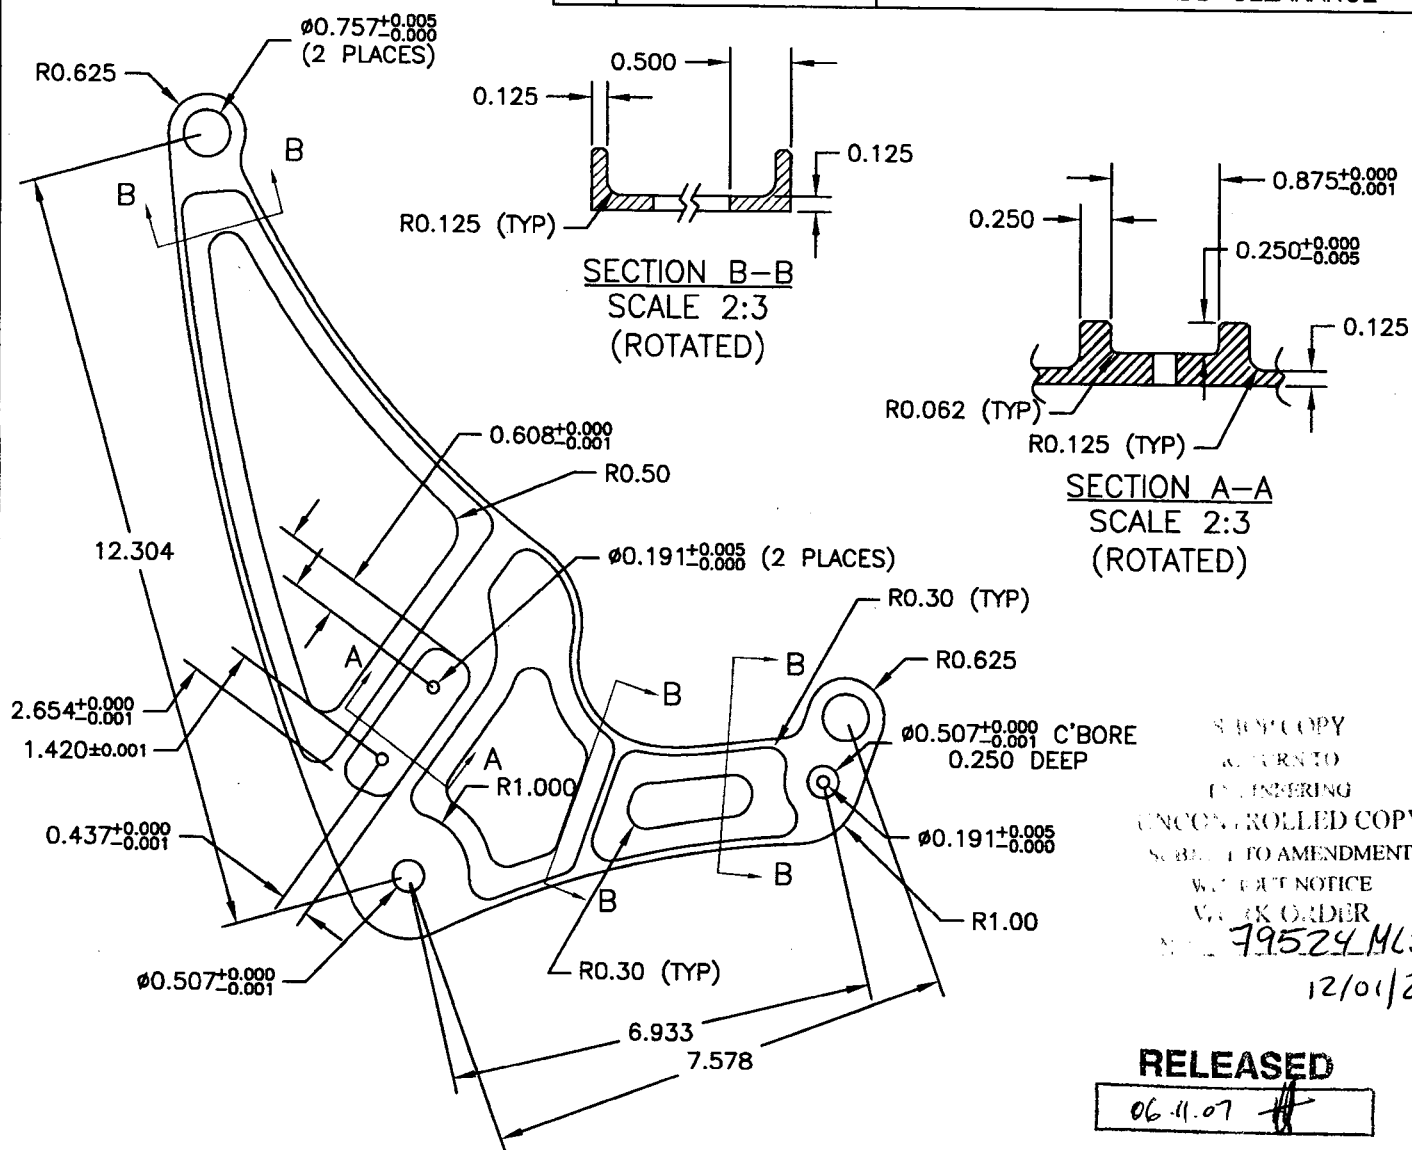 CLEARANCE
ø0.757+0.005 -0.000
(2 PLACES)
R0.625
0.500
0.125
0.125
R0.125 (TYP)
SECTION B-B
SCALE 2:3
(ROTATED)
0.875+0.000 -0.001
0.250
0.250+0.000 -0.005
0.125
R0.062 (TYP)
R0.125 (TYP)
SECTION A-A
SCALE 2:3
(ROTATED)
B
B
0.608+0.000 -0.001
R0.50
12.304
ø0.191+0.005 -0.000 (2 PLACES)
R0.30 (TYP)
R0.625
A
B
B
2.654+0.000 -0.001
1.420±0.001
A
R1.000
ø0.507+0.000 -0.001 C'BORE
0.250 DEEP
0.437+0.000 -0.001
ø0.191+0.005 -0.000
B
B
R1.00
ø0.507+0.000 -0.001
R0.30 (TYP)
6.933
7.578
COPY
TO
UNCONTROLLED COPY
TO AMENDMENT
NOTICE
ORDER
79524
12/01/2
RELEASED
06.11.07